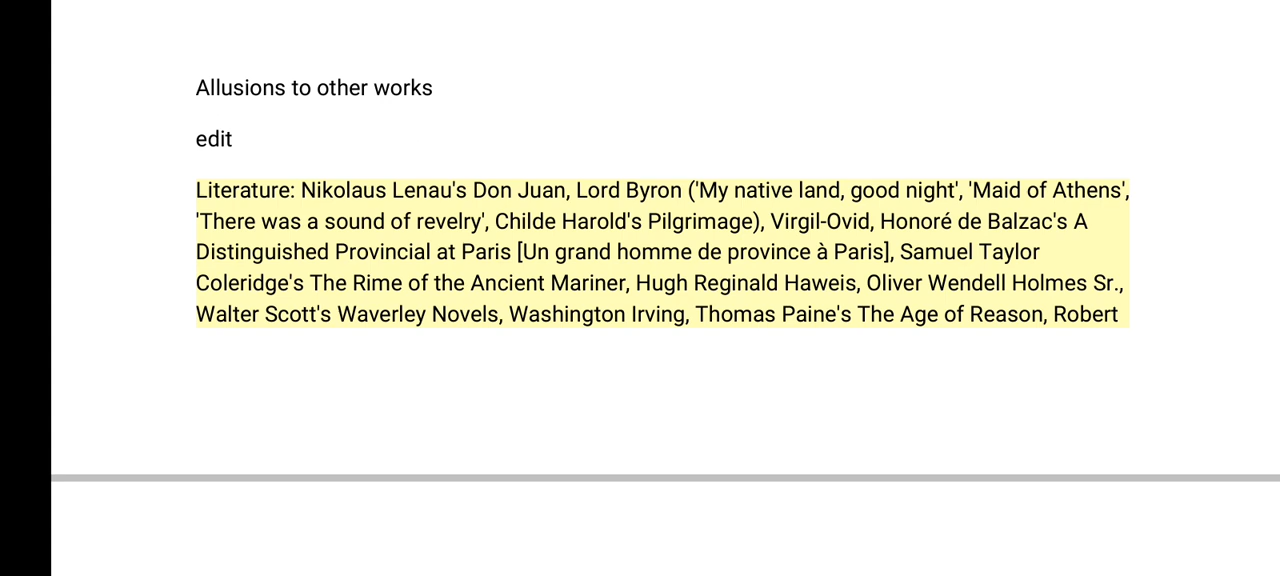 Allusions to other works
edit
Literature: Nikolaus Lenau's Don Juan, Lord Byron ('My native land, good night', 'Maid of Athens',
'There was a sound of revelry', Childe Harold's Pilgrimage), Virgil-Ovid, Honoré de Balzac's A
Distinguished Provincial at Paris [Un grand homme de province à Paris], Samuel Taylor
Coleridge's The Rime of the Ancient Mariner, Hugh Reginald Haweis, Oliver Wendell Holmes Sr.,
Walter Scott's Waverley Novels, Washington Irving, Thomas Paine's The Age of Reason, Robert